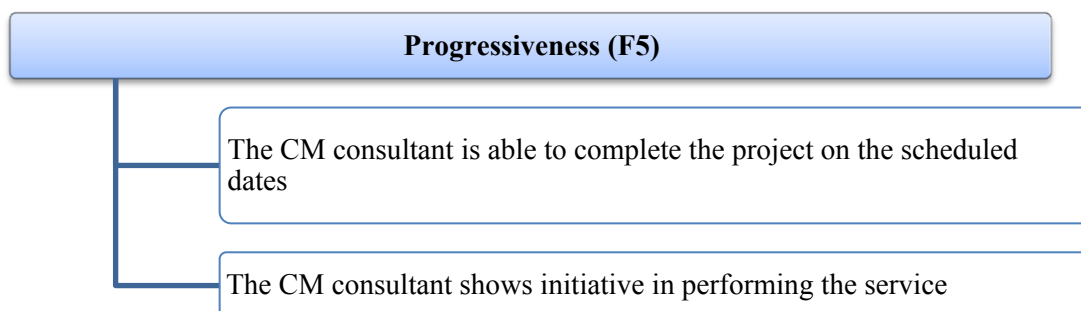 Progressiveness (F5)
The CM consultant is able to complete the project on the scheduled
dates
The CM consultant shows initiative in performing the service